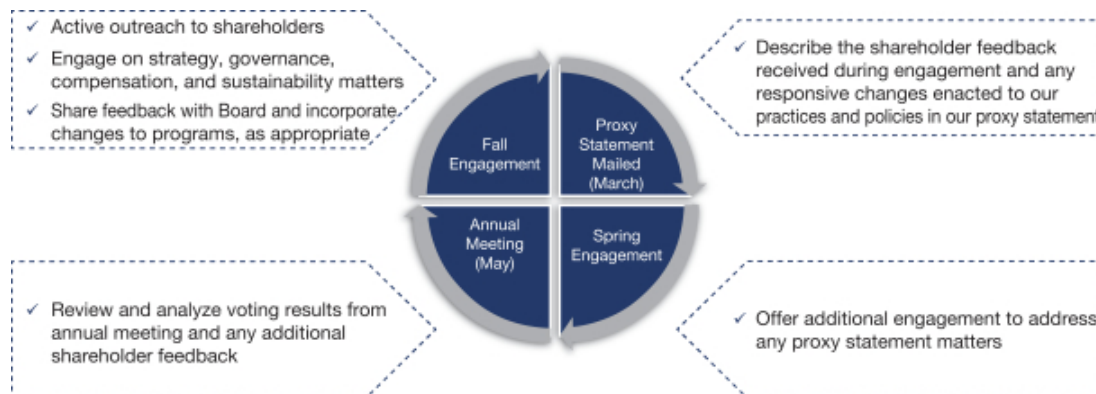 ✓ Active outreach to shareholders
✓ Engage on strategy, governance,
compensation, and sustainability matters
✓ Share feedback with Board and incorporate
changes to programs, as appropriate
✓ Describe the shareholder feedback
received during engagement and any
responsive changes enacted to our
practices and policies in our proxy statement
Fall
Engagement
Proxy
Statement
Mailed
(March)
Annual
Meeting
(May)
Spring
Engagement
✓ Review and analyze voting results from
annual meeting and any additional
shareholder feedback
✓ Offer additional engagement to address
any proxy statement matters